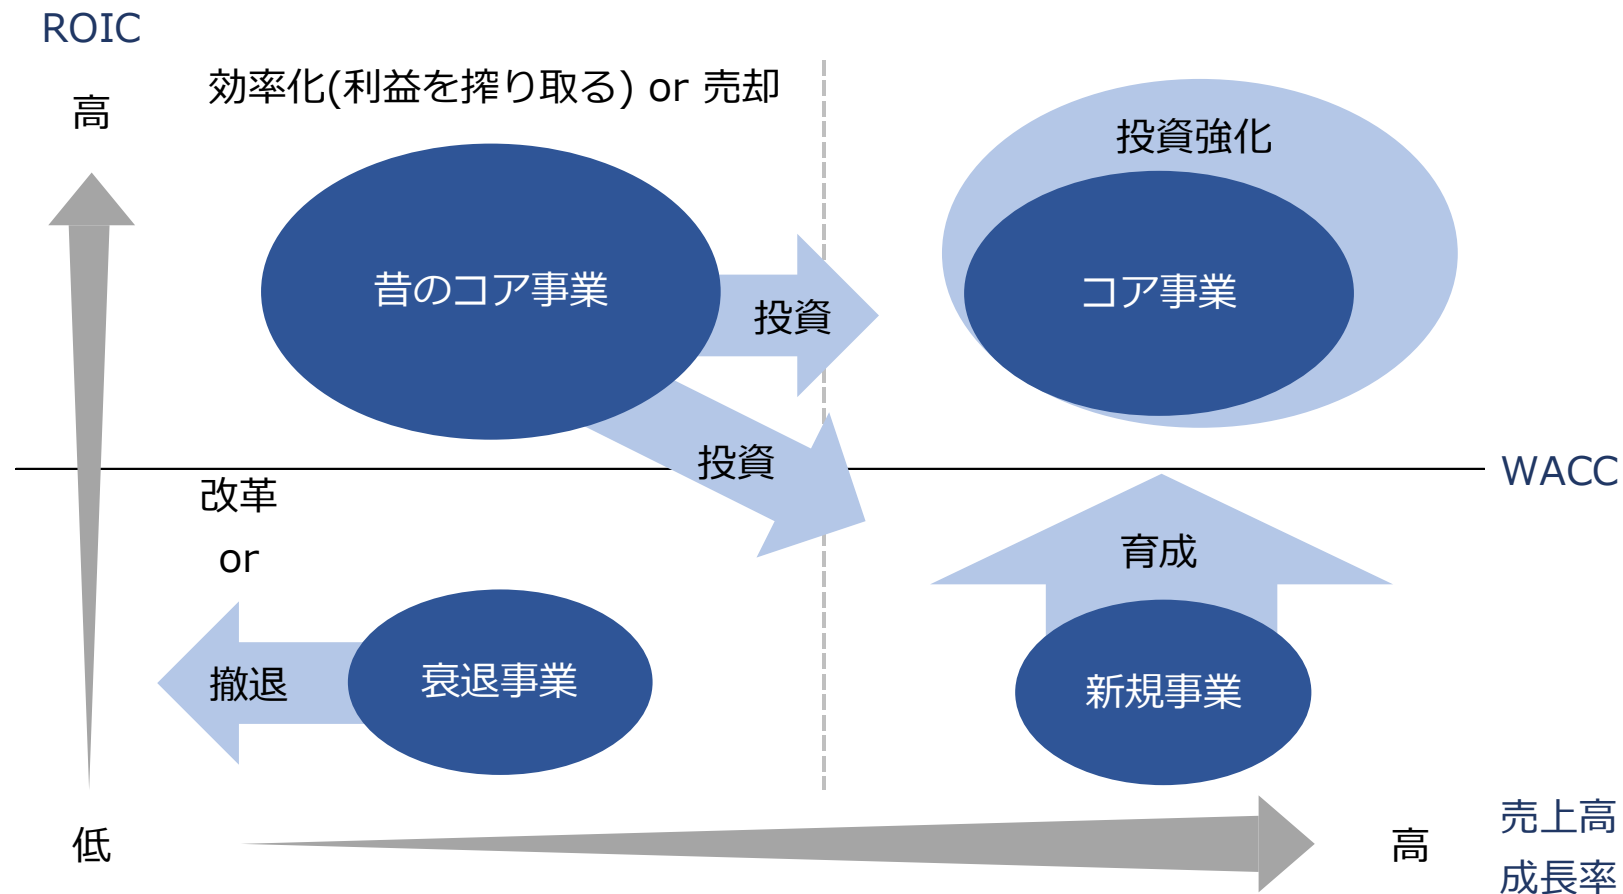 ROIC
高
効率化(利益を搾り取る) or 売却
投資強化
昔のコア事業
投資
コア事業
投資
WACC
改革
or
育成
撤退
衰退事業
新規事業
低
高
売上高
成長率